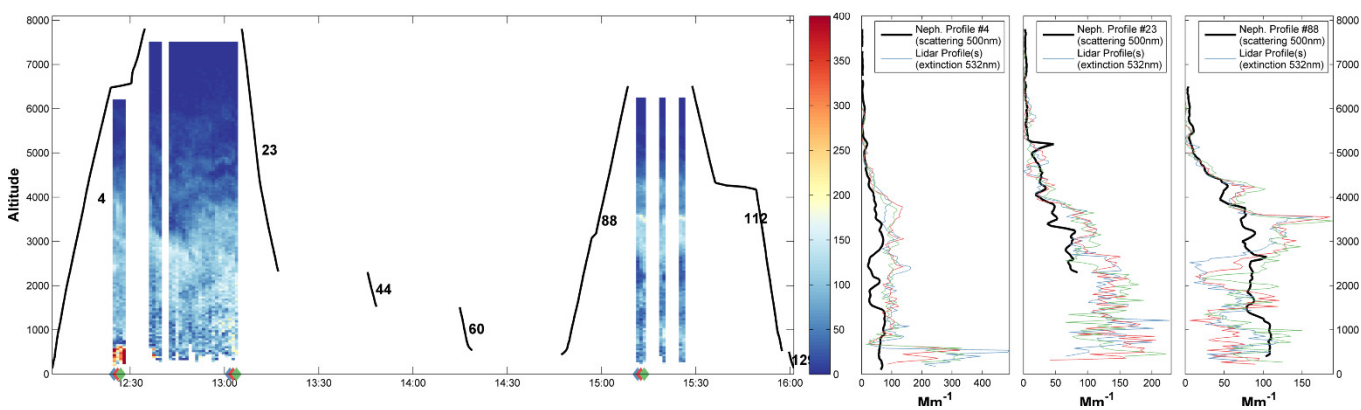 8000
7000
6000
5000
4000
3000
2000
1000
0
Altitude
4
23
44
60
88
112
129
12:30
13:00
13:30
14:00
14:30
15:00
15:30
16:00
400
350
300
250
200
150
100
50
0
Neph. Profile #4
(scattering 500nm)
Lidar Profile(s)
(extinction 532nm)
0 100 200 300 400
Mm-1
Neph. Profile #23
(scattering 500nm)
Lidar Profile(s)
(extinction 532nm)
50 100 150 200
Mm-1
Neph. Profile #88
(scattering 500nm)
Lidar Profile(s)
(extinction 532nm)
0 50 100 150
Mm-1
8000
7000
6000
5000
4000
3000
2000
1000
0